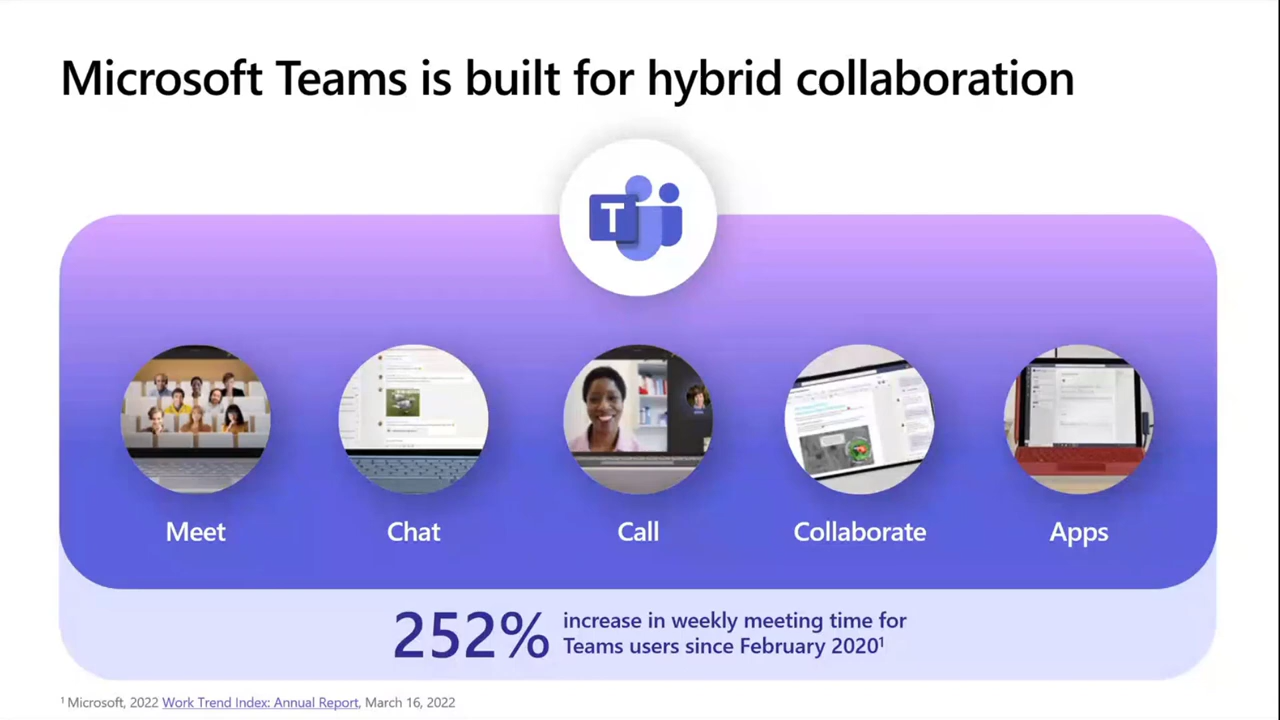 Microsoft Teams is built for hybrid collaboration
T
Meet
Chat
Call
Collaborate
Apps
252%
increase in weekly meeting time for
Teams users since February 2020¹
¹ Microsoft, 2022 Work Trend Index: Annual Report, March 16, 2022